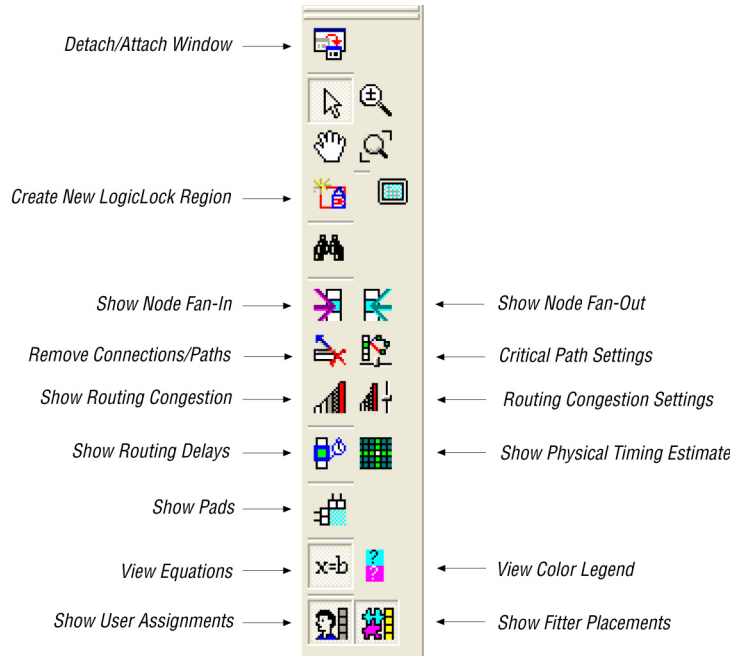 Detach/Attach Window
Create New LogicLock Region
Show Node Fan-In
Show Node Fan-Out
Remove Connections/Paths
Critical Path Settings
Show Routing Congestion
Routing Congestion Settings
Show Routing Delays
Show Physical Timing Estimate
Show Pads
x=b
? ?
View Equations
View Color Legend
Show User Assignments
Show Fitter Placements